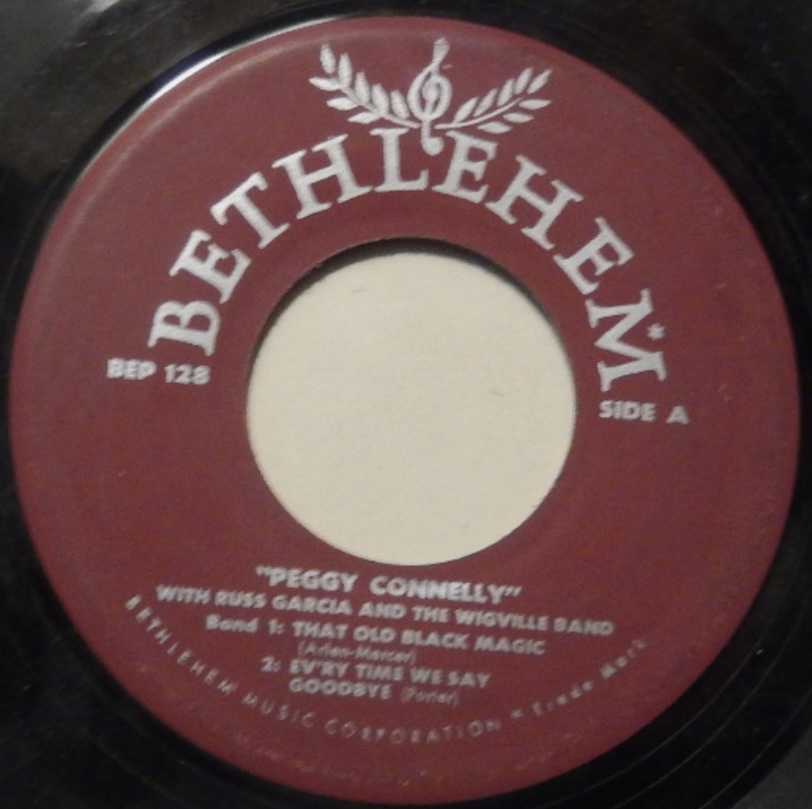 BETHLEHEM
BEP 128
SIDE A
"PEGGY CONNELLY"
WITH RUSS GARCIA AND THE WIGVILLE BAND
Band 1: THAT OLD BLACK MAGIC
(Arlen-Mercer)
2: EV'RY TIME WE SAY
GOODBYE (Porter)
BETHLEHEM MUSIC CORPORATION * Trade Mark